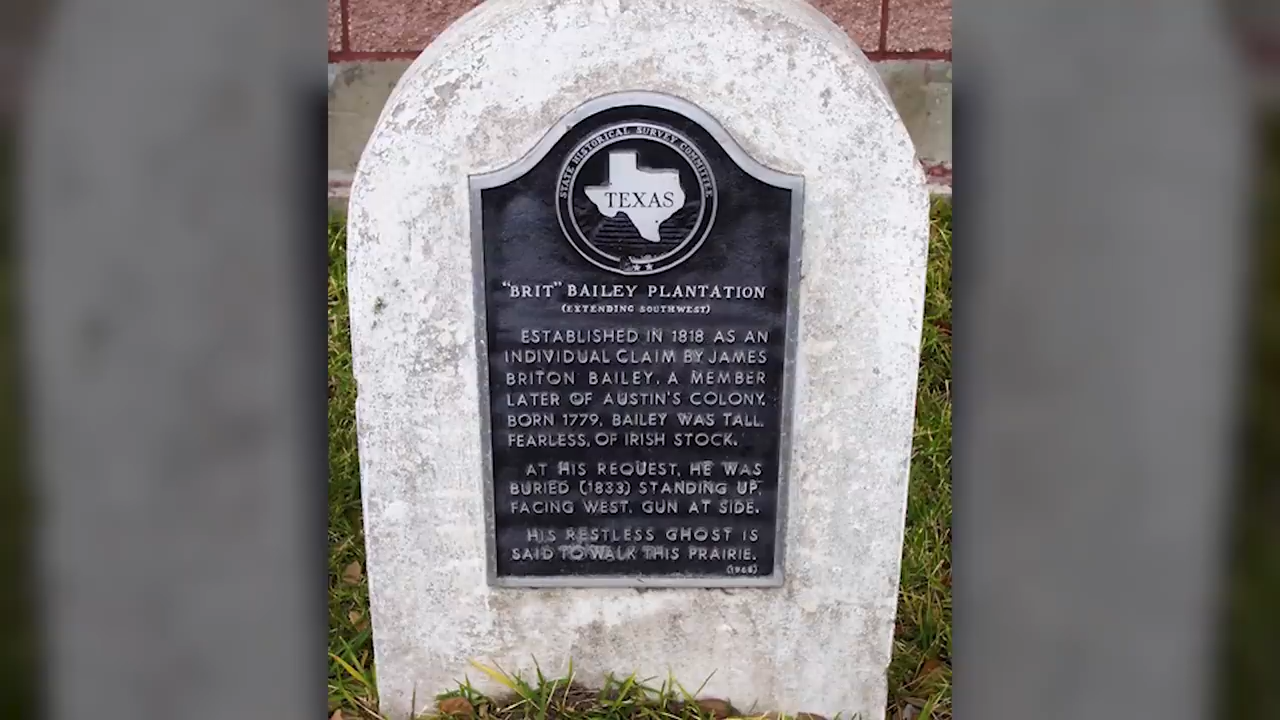 STATE HISTORICAL SURVEY COMMITTEE
TEXAS
"BRIT" BAILEY PLANTATION
(EXTENDING SOUTHWEST)
ESTABLISHED IN 1818 AS AN
INDIVIDUAL CLAIM BY JAMES
BRITON BAILEY, A MEMBER
LATER OF AUSTIN'S COLONY.
BORN 1779, BAILEY WAS TALL,
FEARLESS, OF IRISH STOCK.
AT HIS REQUEST, HE WAS
BURIED (1833) STANDING UP,
FACING WEST, GUN AT SIDE.
HIS RESTLESS GHOST IS
SAID TO WALK THIS PRAIRIE.
(1968)